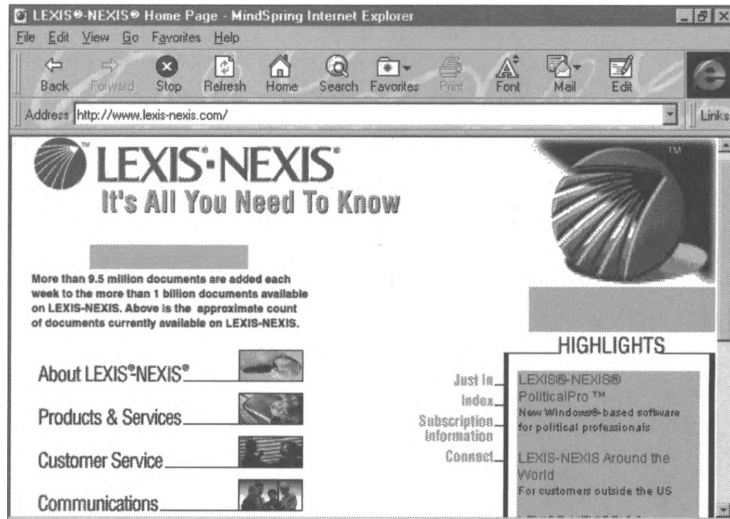 LEXIS®-NEXIS® Home Page - MindSpring Internet Explorer
File Edit View Go Favorites Help
Back Forward Stop Refresh Home Search Favorites Print Font Mail Edit
Address http://www.lexis-nexis.com/ Links
LEXIS®-NEXIS®
It's All You Need To Know
TM
More than 9.5 million documents are added each
week to the more than 1 billion documents available
on LEXIS-NEXIS. Above is the approximate count
of documents currently available on LEXIS-NEXIS.
About LEXIS®-NEXIS®
Products & Services
Customer Service
Communications
Just In
Index
Subscription
Information
Connect
HIGHLIGHTS
LEXIS®-NEXIS®
PoliticalPro ™
New Windows®-based software
for political professionals
LEXIS-NEXIS Around the
World
For customers outside the US